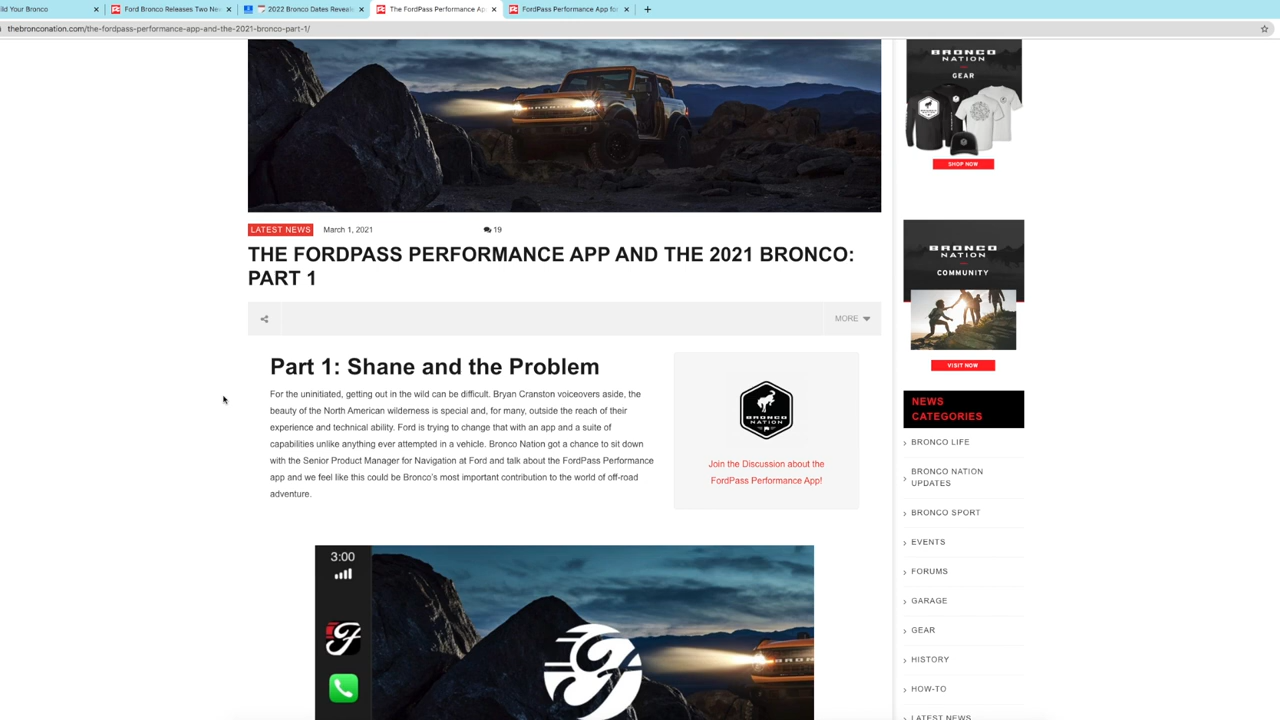 ild Your Bronco
Ford Bronco Releases Two Ne
2022 Bronco Dates Reveale
The FordPass Performance Ap
FordPass Performance App fo
thebronconation.com/the-fordpass-performance-app-and-the-2021-bronco-part-1/
BRONCO
NATION
GEAR
SHOP NOW
LATEST NEWS
March 1, 2021
19
THE FORDPASS PERFORMANCE APP AND THE 2021 BRONCO:
PART 1
MORE
Part 1: Shane and the Problem
For the uninitiated, getting out in the wild can be difficult. Bryan Cranston voiceovers aside, the
beauty of the North American wilderness is special and, for many, outside the reach of their
experience and technical ability. Ford is trying to change that with an app and a suite of
capabilities unlike anything ever attempted in a vehicle. Bronco Nation got a chance to sit down
with the Senior Product Manager for Navigation at Ford and talk about the FordPass Performance
app and we feel like this could be Bronco's most important contribution to the world of off-road
adventure.
BRONCO
NATION
Join the Discussion about the
FordPass Performance App!
3:00
BRONCO
NATION
COMMUNITY
VISIT NOW
NEWS
CATEGORIES
BRONCO LIFE
BRONCO NATION
UPDATES
BRONCO SPORT
EVENTS
FORUMS
GARAGE
GEAR
HISTORY
HOW-TO
LATEST NEWS